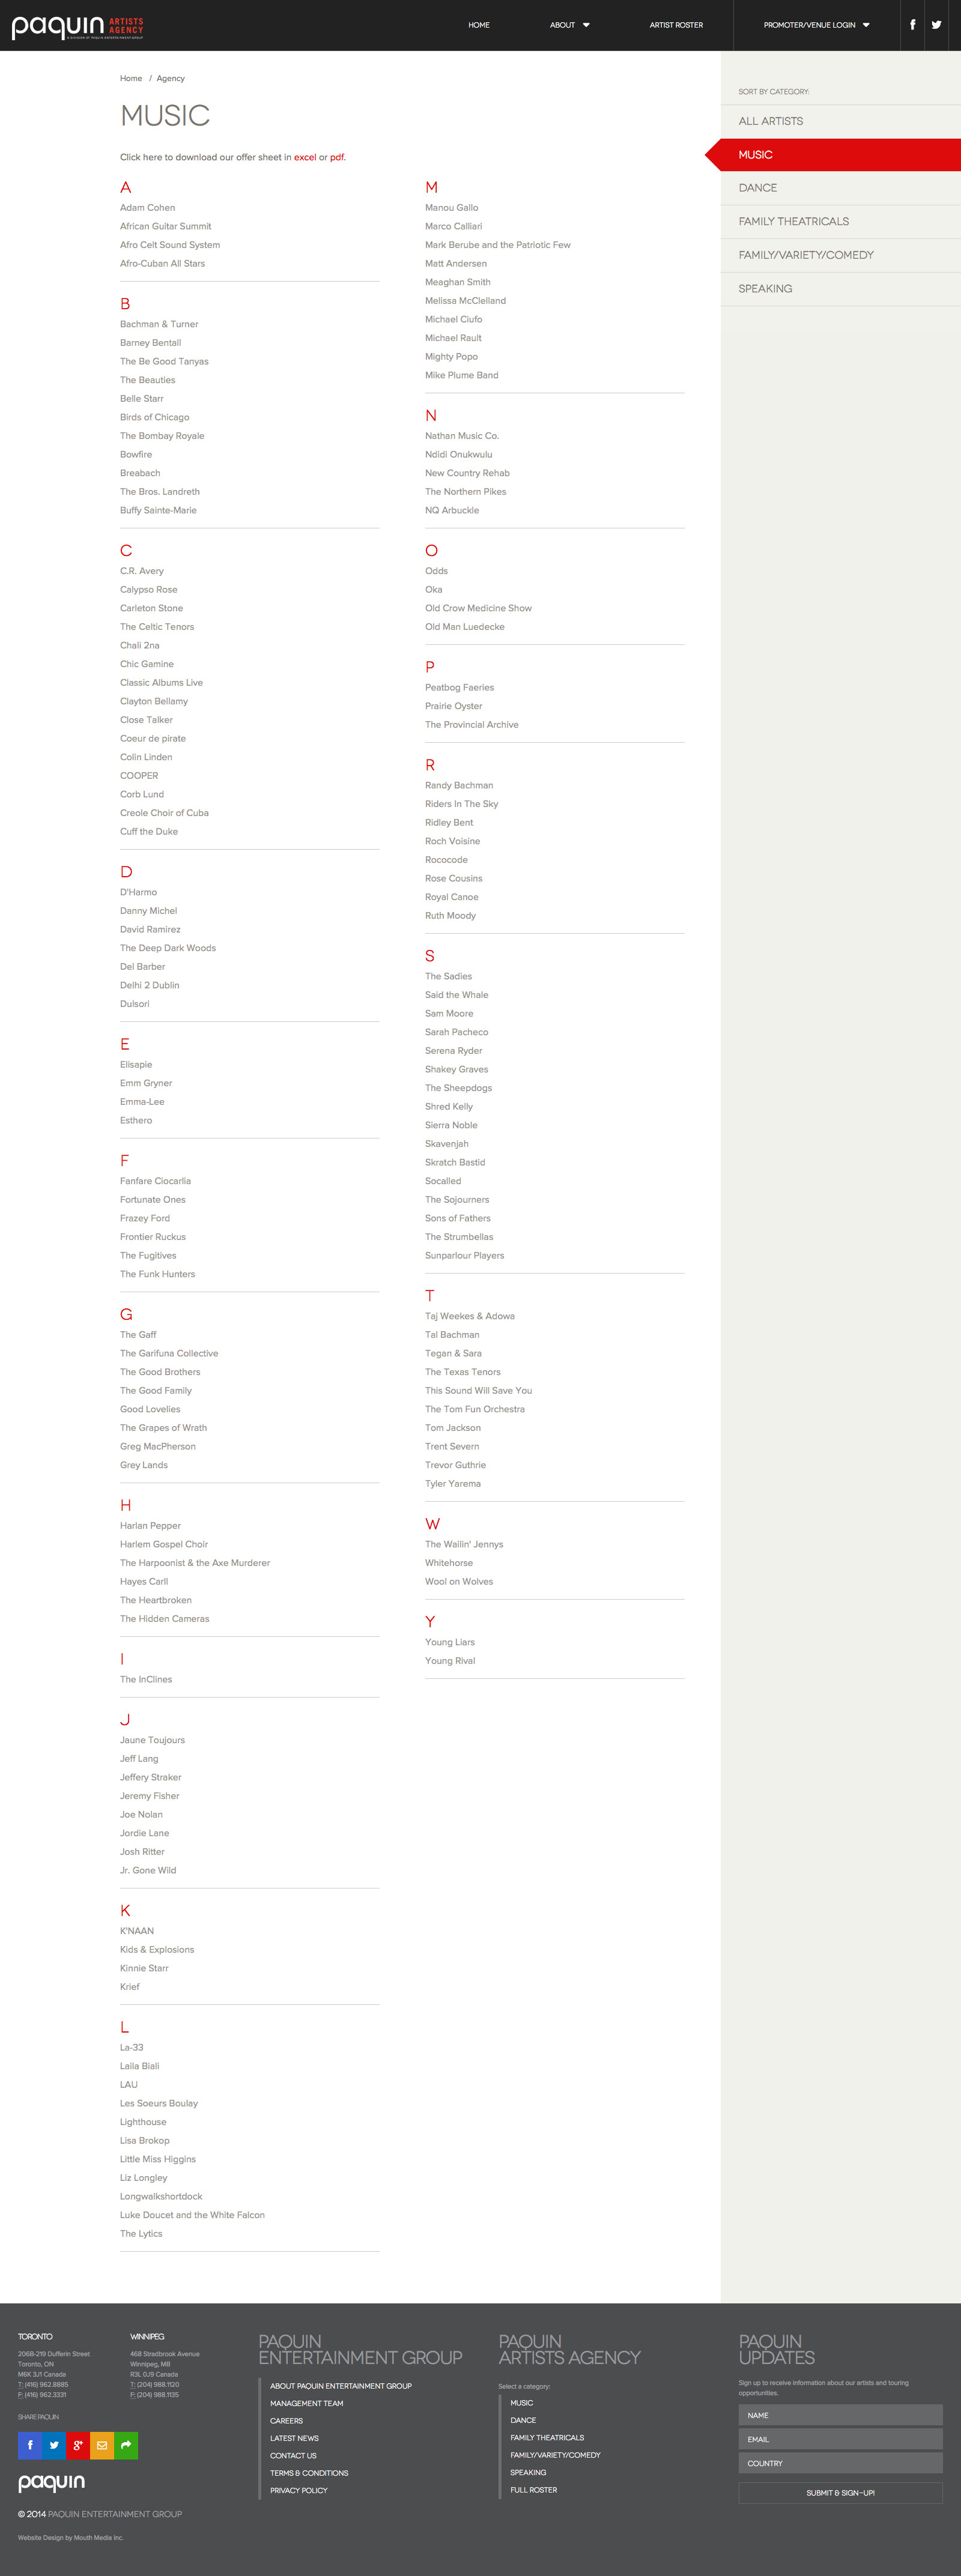 paquin ARTISTS AGENCY
A DIVISION OF PAQUIN ENTERTAINMENT GROUP
HOME
ABOUT
ARTIST ROSTER
PROMOTER/VENUE LOGIN
Home / Agency
MUSIC
Click here to download our offer sheet in excel or pdf.
A
Adam Cohen
African Guitar Summit
Afro Celt Sound System
Afro-Cuban All Stars
B
Bachman & Turner
Barney Bentall
The Be Good Tanyas
The Beauties
Belle Starr
Birds of Chicago
The Bombay Royale
Bowfire
Breabach
The Bros. Landreth
Buffy Sainte-Marie
C
C.R. Avery
Calypso Rose
Carleton Stone
The Celtic Tenors
Chali 2na
Chic Gamine
Classic Albums Live
Clayton Bellamy
Close Talker
Coeur de pirate
Colin Linden
COOPER
Corb Lund
Creole Choir of Cuba
Cuff the Duke
D
D'Harmo
Danny Michel
David Ramirez
The Deep Dark Woods
Del Barber
Delhi 2 Dublin
Dulsori
E
Elisapie
Emm Gryner
Emma-Lee
Esthero
F
Fanfare Ciocarlia
Fortunate Ones
Frazey Ford
Frontier Ruckus
The Fugitives
The Funk Hunters
G
The Gaff
The Garifuna Collective
The Good Brothers
The Good Family
Good Lovelies
The Grapes of Wrath
Greg MacPherson
Grey Lands
H
Harlan Pepper
Harlem Gospel Choir
The Harpoonist & the Axe Murderer
Hayes Carll
The Heartbroken
The Hidden Cameras
I
The InClines
J
Jaune Toujours
Jeff Lang
Jeffery Straker
Jeremy Fisher
Joe Nolan
Jordie Lane
Josh Ritter
Jr. Gone Wild
K
K'NAAN
Kids & Explosions
Kinnie Starr
Krief
L
La-33
Laila Biali
LAU
Les Soeurs Boulay
Lighthouse
Lisa Brokop
Little Miss Higgins
Liz Longley
Longwalkshortdock
Luke Doucet and the White Falcon
The Lytics
M
Manou Gallo
Marco Calliari
Mark Berube and the Patriotic Few
Matt Andersen
Meaghan Smith
Melissa McClelland
Michael Ciufo
Michael Rault
Mighty Popo
Mike Plume Band
N
Nathan Music Co.
Ndidi Onukwulu
New Country Rehab
The Northern Pikes
NQ Arbuckle
O
Odds
Oka
Old Crow Medicine Show
Old Man Luedecke
P
Peatbog Faeries
Prairie Oyster
The Provincial Archive
R
Randy Bachman
Riders In The Sky
Ridley Bent
Roch Voisine
Rococode
Rose Cousins
Royal Canoe
Ruth Moody
S
The Sadies
Said the Whale
Sam Moore
Sarah Pacheco
Serena Ryder
Shakey Graves
The Sheepdogs
Shred Kelly
Sierra Noble
Skavenjah
Skratch Bastid
Socalled
The Sojourners
Sons of Fathers
The Strumbellas
Sunparlour Players
T
Taj Weekes & Adowa
Tal Bachman
Tegan & Sara
The Texas Tenors
This Sound Will Save You
The Tom Fun Orchestra
Tom Jackson
Trent Severn
Trevor Guthrie
Tyler Yarema
W
The Wailin' Jennys
Whitehorse
Wool on Wolves
Y
Young Liars
Young Rival
SORT BY CATEGORY:
ALL ARTISTS
MUSIC
DANCE
FAMILY THEATRICALS
FAMILY/VARIETY/COMEDY
SPEAKING
TORONTO
206B-219 Dufferin Street
Toronto, ON
M6K 3J1 Canada
T: (416) 962.8885
F: (416) 962.3331
WINNIPEG
468 Stradbrook Avenue
Winnipeg, MB
R3L 0J9 Canada
T: (204) 988.1120
F: (204) 988.1135
SHARE PAQUIN
paquin
© 2014 PAQUIN ENTERTAINMENT GROUP
Website Design by Mouth Media Inc.
PAQUIN
ENTERTAINMENT GROUP
ABOUT PAQUIN ENTERTAINMENT GROUP
MANAGEMENT TEAM
CAREERS
LATEST NEWS
CONTACT US
TERMS & CONDITIONS
PRIVACY POLICY
PAQUIN
ARTISTS AGENCY
Select a category:
MUSIC
DANCE
FAMILY THEATRICALS
FAMILY/VARIETY/COMEDY
SPEAKING
FULL ROSTER
PAQUIN
UPDATES
Sign up to receive information about our artists and touring
opportunities.
NAME
EMAIL
COUNTRY
SUBMIT & SIGN-UP!